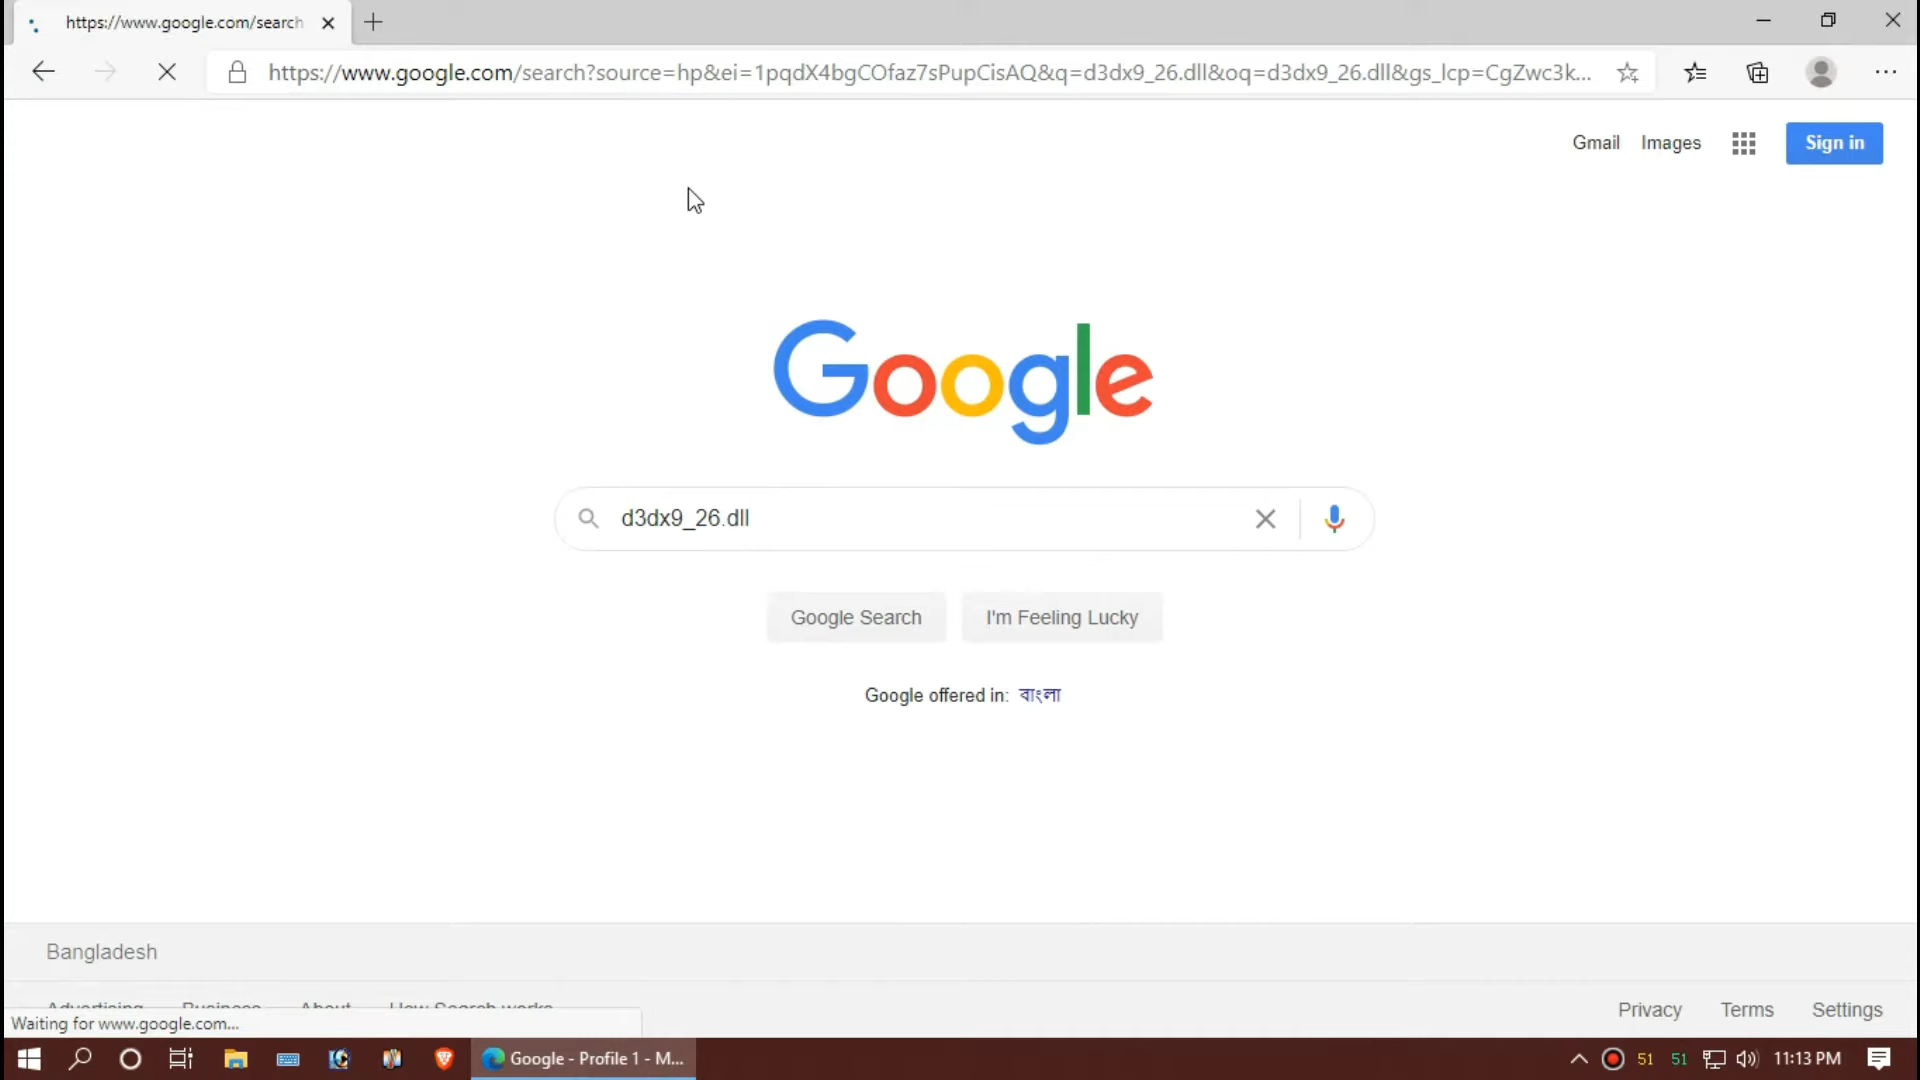 https://www.google.com/search
https://www.google.com/search?source=hp&ei=1pqdX4bgCOfaz7sPupCisAQ&q=d3dx9_26.dll&oq=d3dx9_26.dll&gs_lcp=CgZwc3k...
Gmail Images Sign in
Google
d3dx9_26.dll
Google Search I'm Feeling Lucky
Google offered in: বাংলা
Bangladesh
Advertising Business About How Search works Privacy Terms Settings
Waiting for www.google.com...
Google - Profile 1 - M... 51 51 11:13 PM